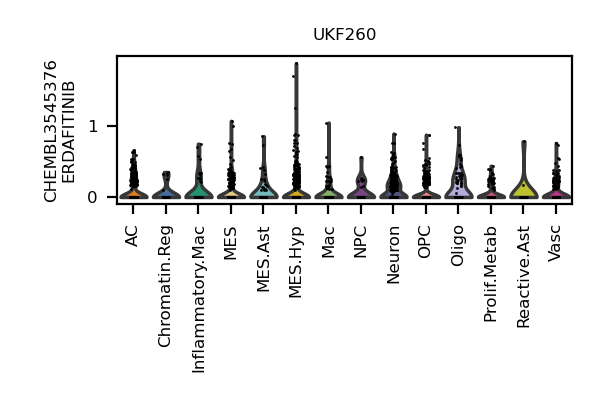 UKF260
CHEMBL3545376
ERDAFITINIB
1
0
AC
Chromatin.Reg
Inflammatory.Mac
MES
MES.Ast
MES.Hyp
Mac
NPC
Neuron
OPC
Oligo
Prolif.Metab
Reactive.Ast
Vasc